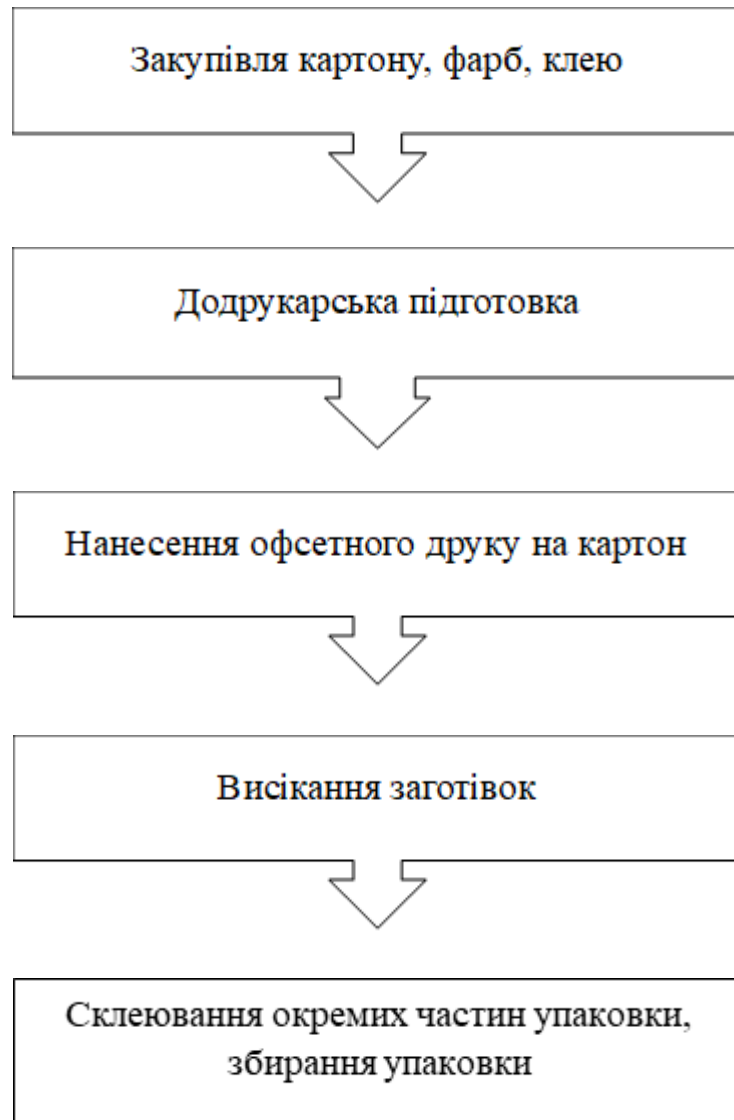 Закупівля картону, фарб, клею
Додрукарська підготовка
Нанесення офсетного друку на картон
Висікання заготівок
Склеювання окремих частин упаковки,
збирання упаковки